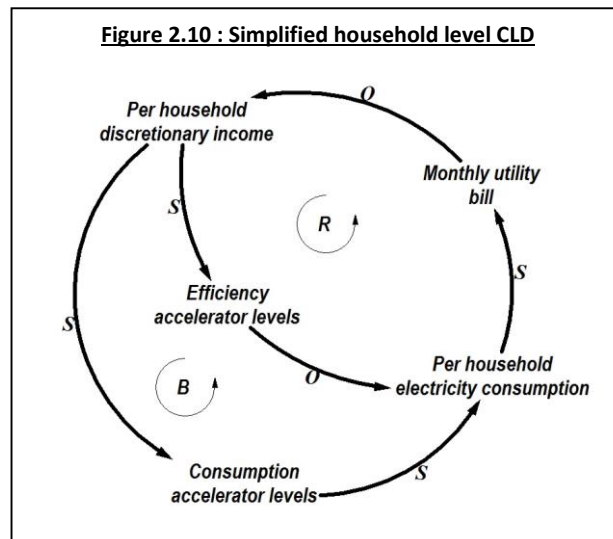 Figure 2.10 : Simplified household level CLD
O
Per household
discretionary income
Monthly utility
bill
S
R
S
Efficiency
accelerator levels
S
O
Per household
electricity consumption
B
Consumption
accelerator levels
S